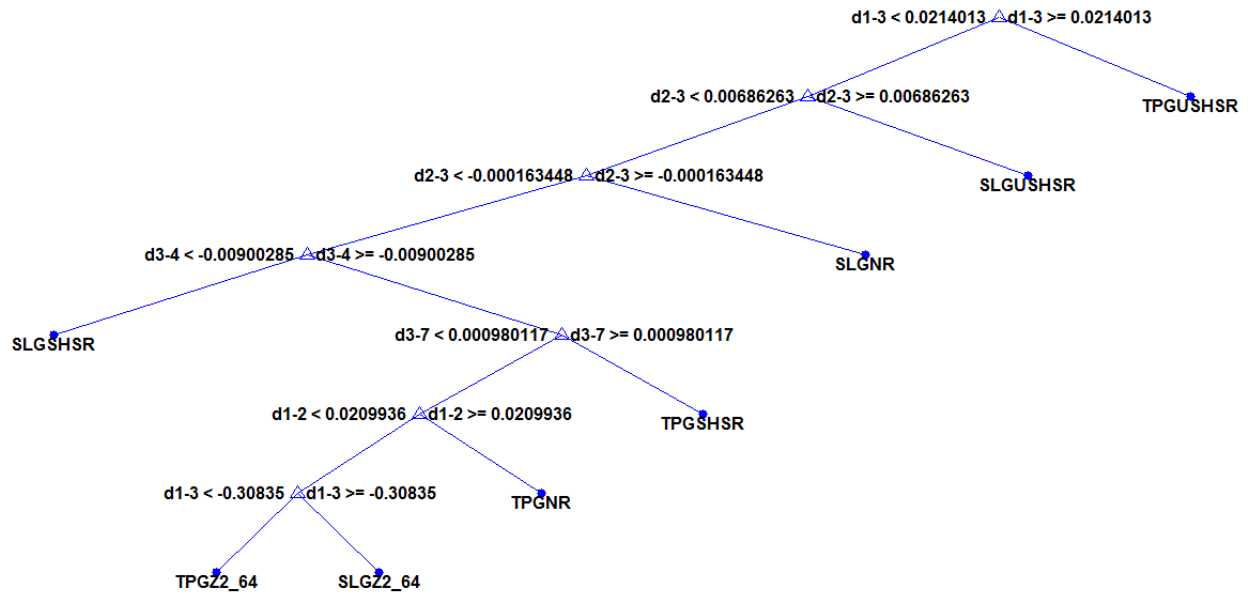 d1-3 < 0.0214013 d1-3 >= 0.0214013
d2-3 < 0.00686263 d2-3 >= 0.00686263
TPGUSHSR
d2-3 < -0.000163448 d2-3 >= -0.000163448
SLGUSHSR
d3-4 < -0.00900285 d3-4 >= -0.00900285
SLGNR
SLGSHSR
d3-7 < 0.000980117 d3-7 >= 0.000980117
d1-2 < 0.0209936 d1-2 >= 0.0209936
TPGSHSR
d1-3 < -0.30835 d1-3 >= -0.30835
TPGNR
TPGZ2_64
SLGZ2_64